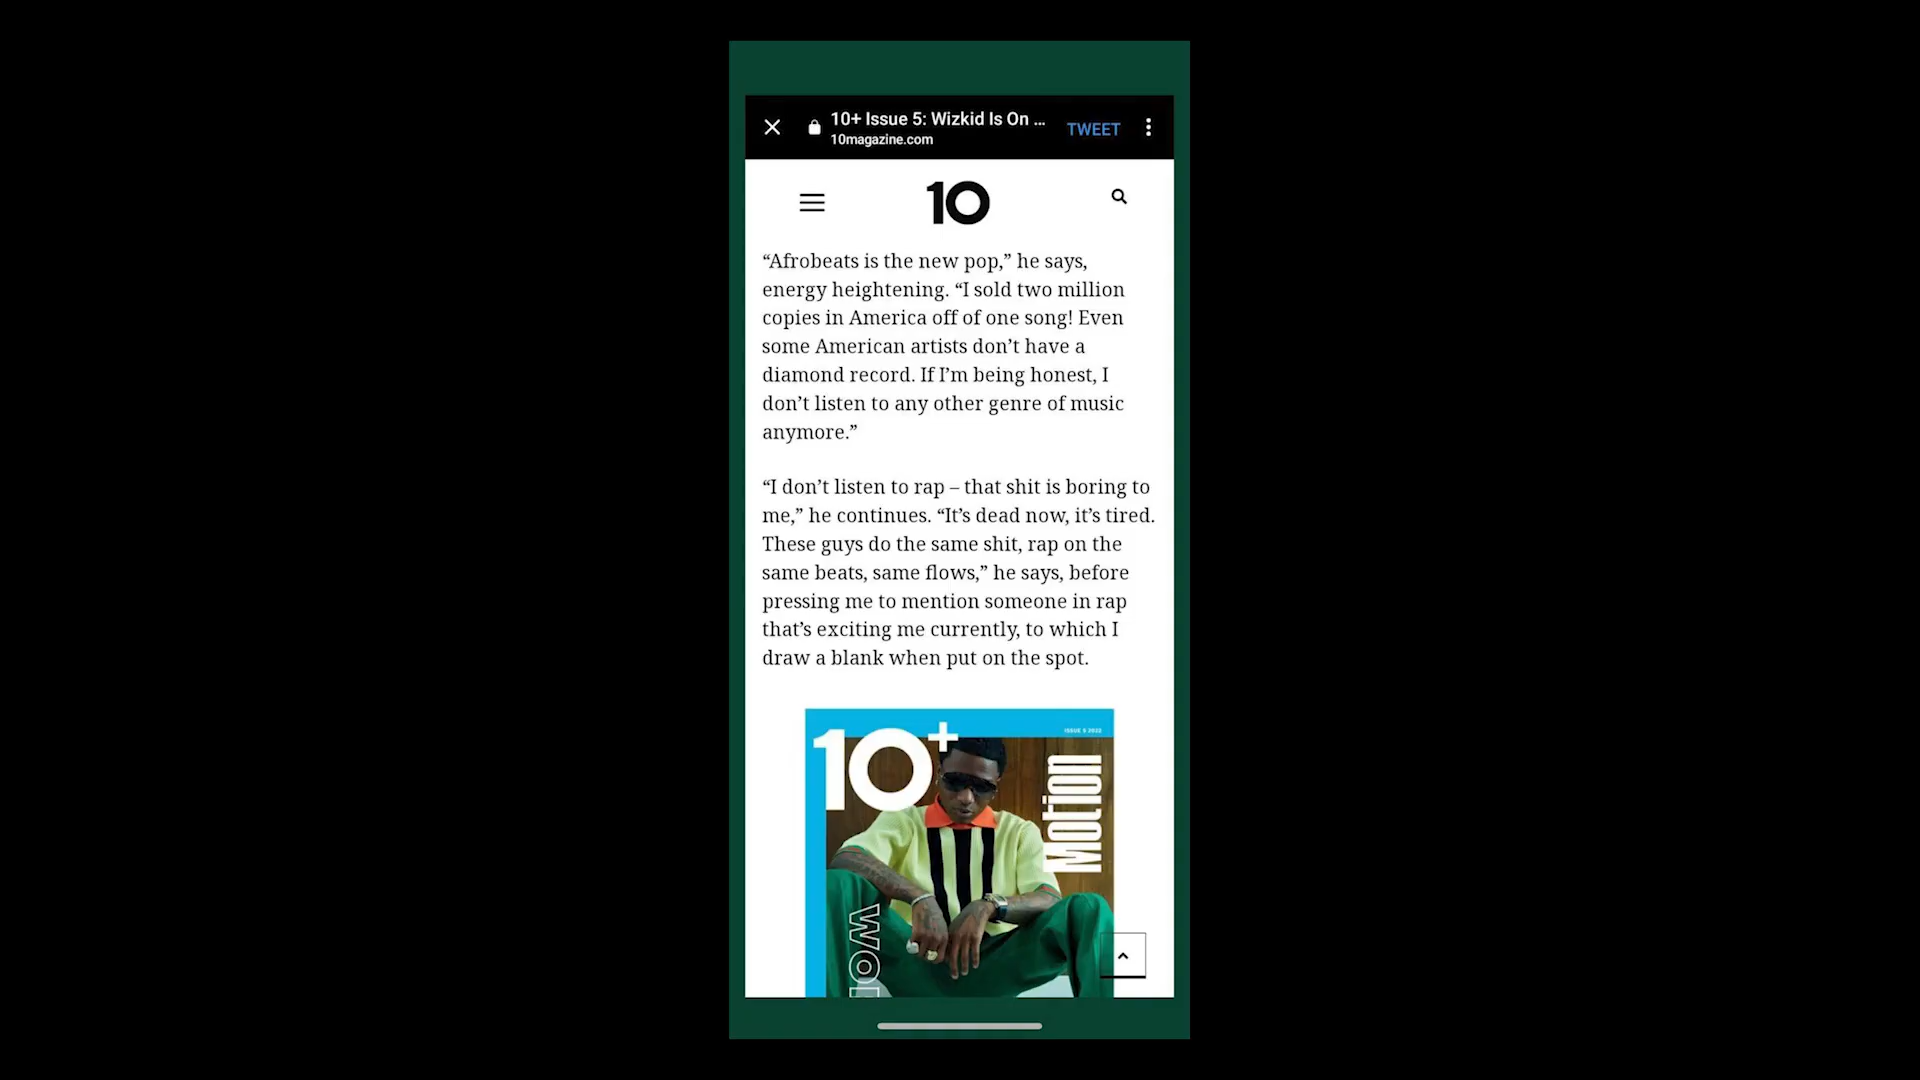 10+ Issue 5: Wizkid Is On ...
10magazine.com
TWEET
10
“Afrobeats is the new pop,” he says,
energy heightening. “I sold two million
copies in America off of one song! Even
some American artists don’t have a
diamond record. If I’m being honest, I
don’t listen to any other genre of music
anymore.”
“I don’t listen to rap – that shit is boring to
me,” he continues. “It’s dead now, it’s tired.
These guys do the same shit, rap on the
same beats, same flows,” he says, before
pressing me to mention someone in rap
that’s exciting me currently, to which I
draw a blank when put on the spot.
10+
ISSUE 5 2022
Motion